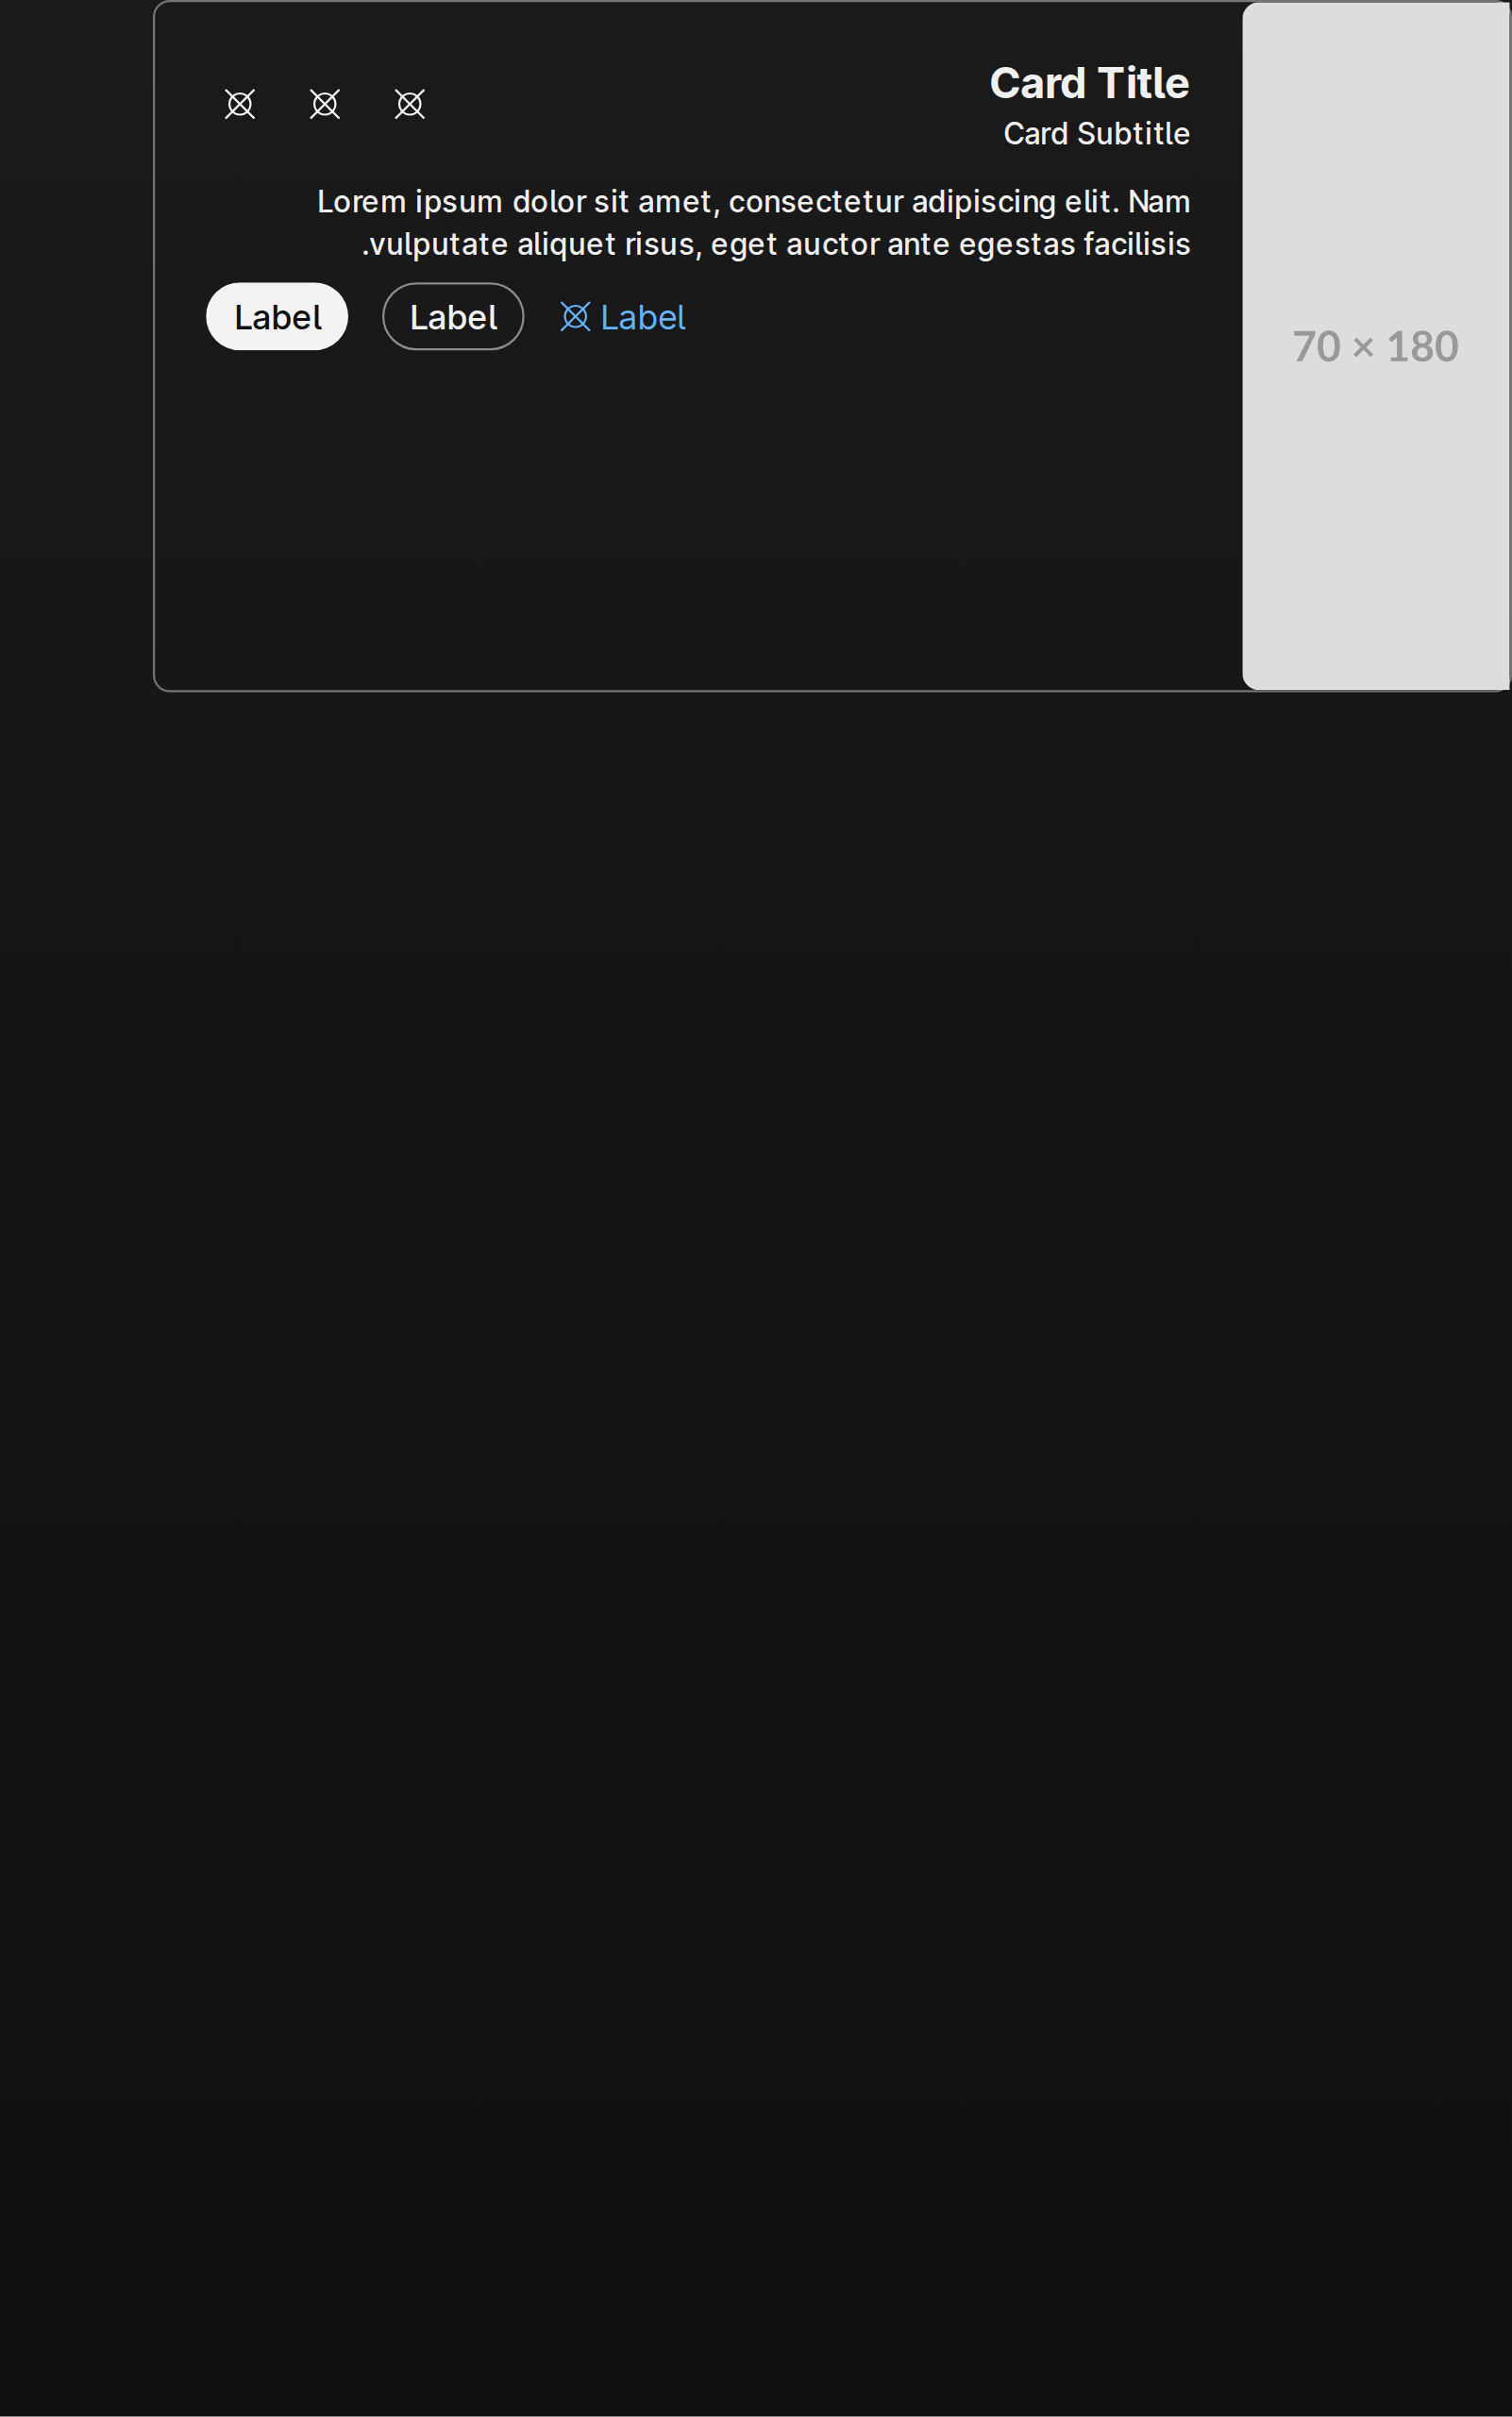 Card Title
Card Subtitle
Lorem ipsum dolor sit amet, consectetur adipiscing elit. Nam
.vulputate aliquet risus, eget auctor ante egestas facilisis
Label Label Label
70 × 180